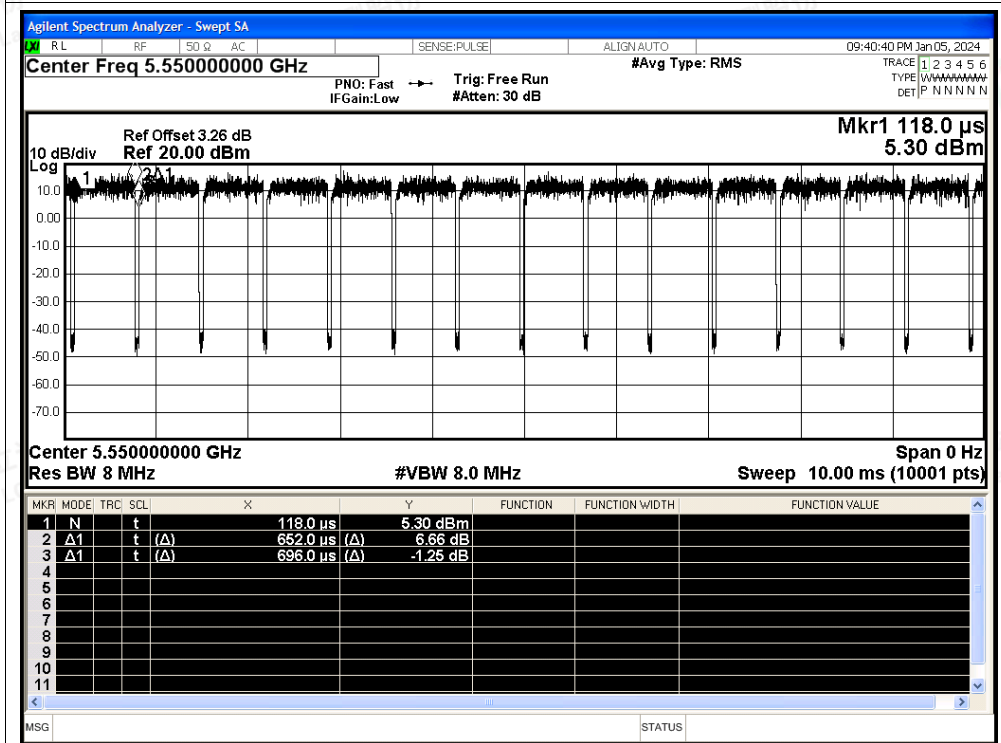 Agilent Spectrum Analyzer - Swept SA
LXI RL RF 50 Ω AC SENSE:PULSE ALIGN AUTO 09:40:40 PM Jan 05, 2024
Center Freq 5.550000000 GHz #Avg Type: RMS TRACE 1 2 3 4 5 6
PNO: Fast Trig: Free Run TYPE
IFGain:Low #Atten: 30 dB DET P N N N N N
Mkr1 118.0 µs
Ref Offset 3.26 dB
10 dB/div Ref 20.00 dBm 5.30 dBm
Log
1 2Δ1
10.0
0.00
-10.0
-20.0
-30.0
-40.0
-50.0
-60.0
-70.0
Center 5.550000000 GHz Span 0 Hz
Res BW 8 MHz #VBW 8.0 MHz Sweep 10.00 ms (10001 pts)
MKR MODE TRC SCL X Y FUNCTION FUNCTION WIDTH FUNCTION VALUE
1 N t 118.0 µs 5.30 dBm
2 Δ1 t (Δ) 652.0 µs (Δ) 6.66 dB
3 Δ1 t (Δ) 696.0 µs (Δ) -1.25 dB
4
5
6
7
8
9
10
11
MSG STATUS